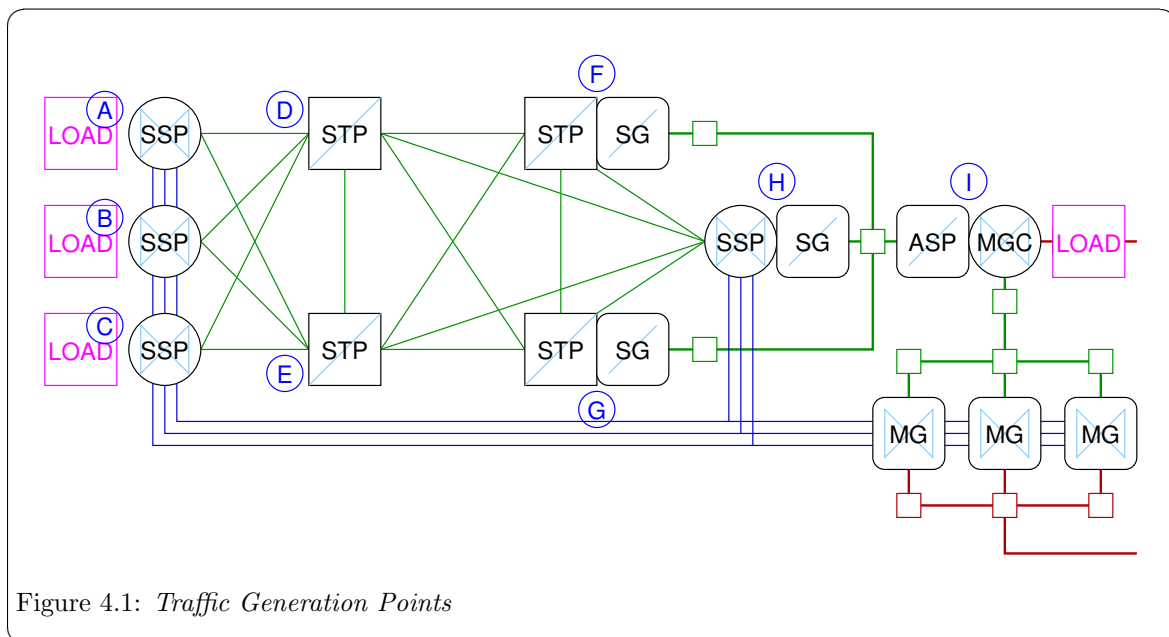 F
A
D
LOAD SSP STP STP SG
H
I
B
LOAD SSP SSP SG ASP MGC LOAD
C
LOAD SSP STP STP SG
E
G
MG MG MG
Figure 4.1: Traffic Generation Points